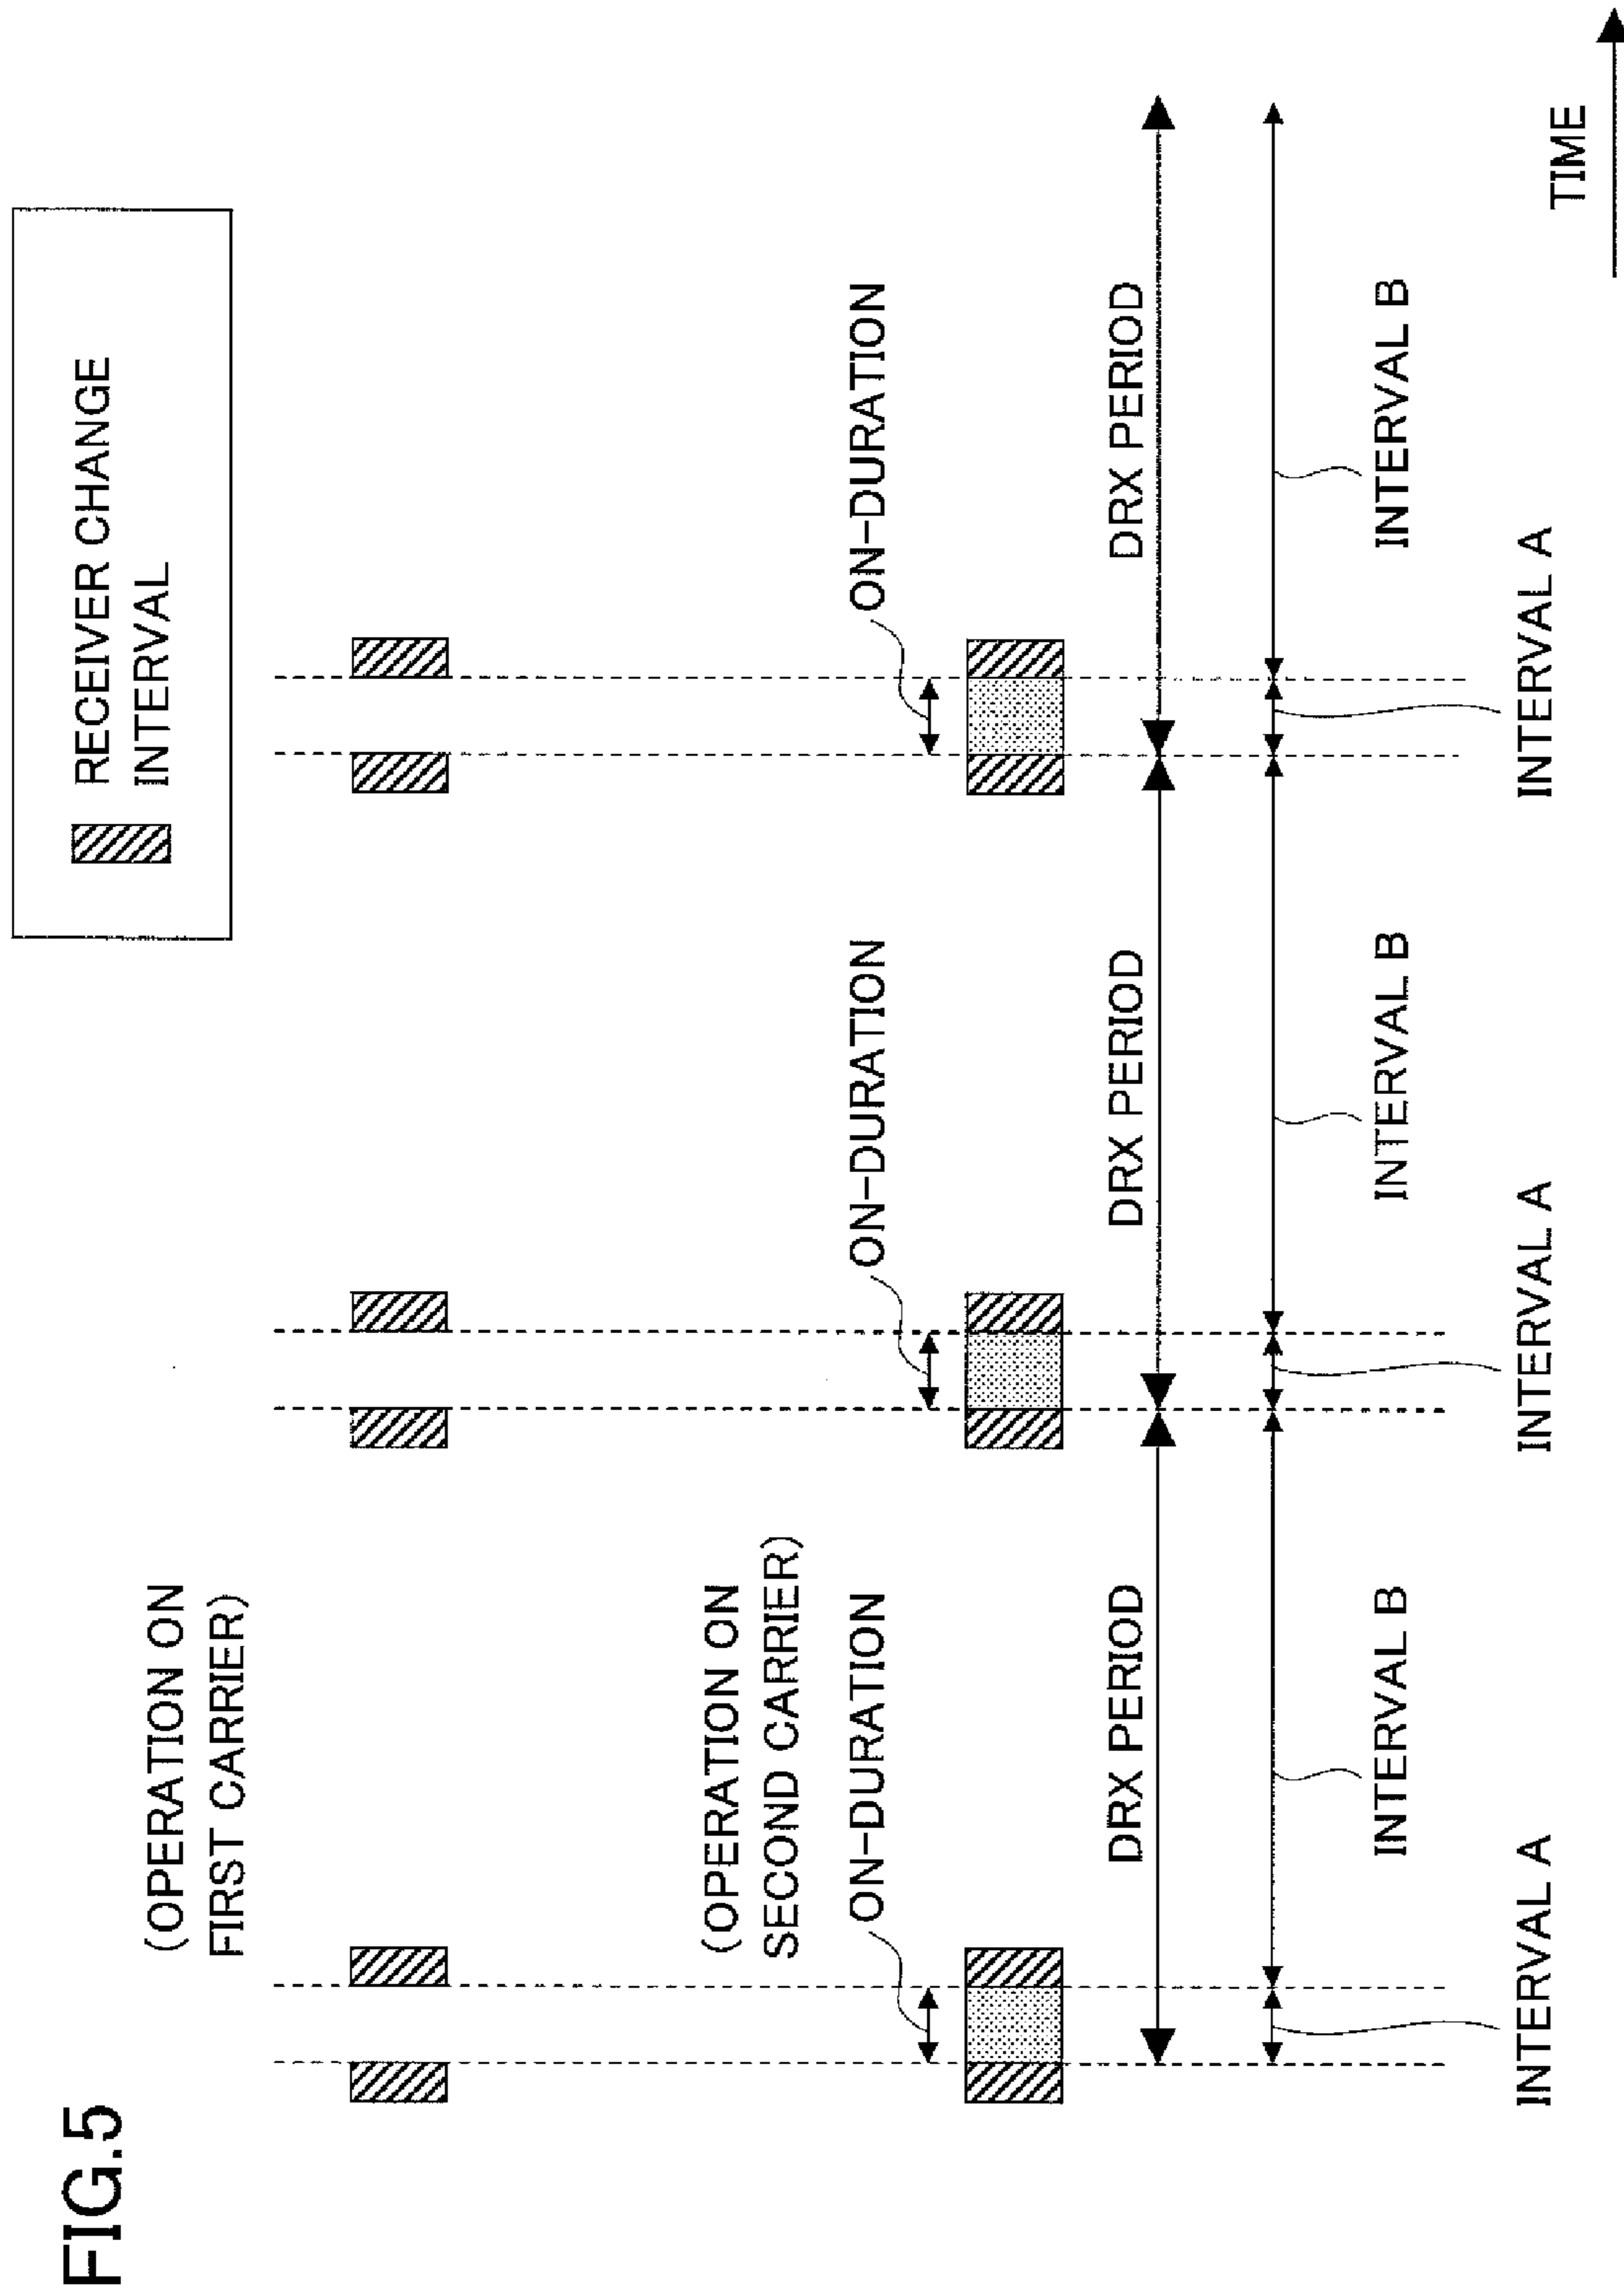 FIG.5
RECEIVER CHANGE
INTERVAL
(OPERATION ON
FIRST CARRIER)
(OPERATION ON
SECOND CARRIER)
ON-DURATION
ON-DURATION
ON-DURATION
DRX PERIOD
DRX PERIOD
DRX PERIOD
INTERVAL B
INTERVAL B
INTERVAL B
INTERVAL A
INTERVAL A
INTERVAL A
TIME